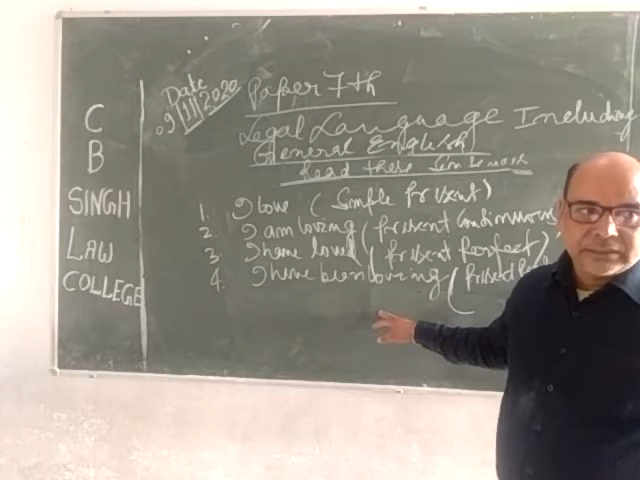 C
B
SINGH
LAW
COLLEGE
Date
09/11/2020
Paper 7th
Legal Language Including
General English
Read these Sentences
1. I love (Simple Present)
2. I am loving (Present Continuous
3. I have loved (Present Perfect)
4. I have been loving (Present